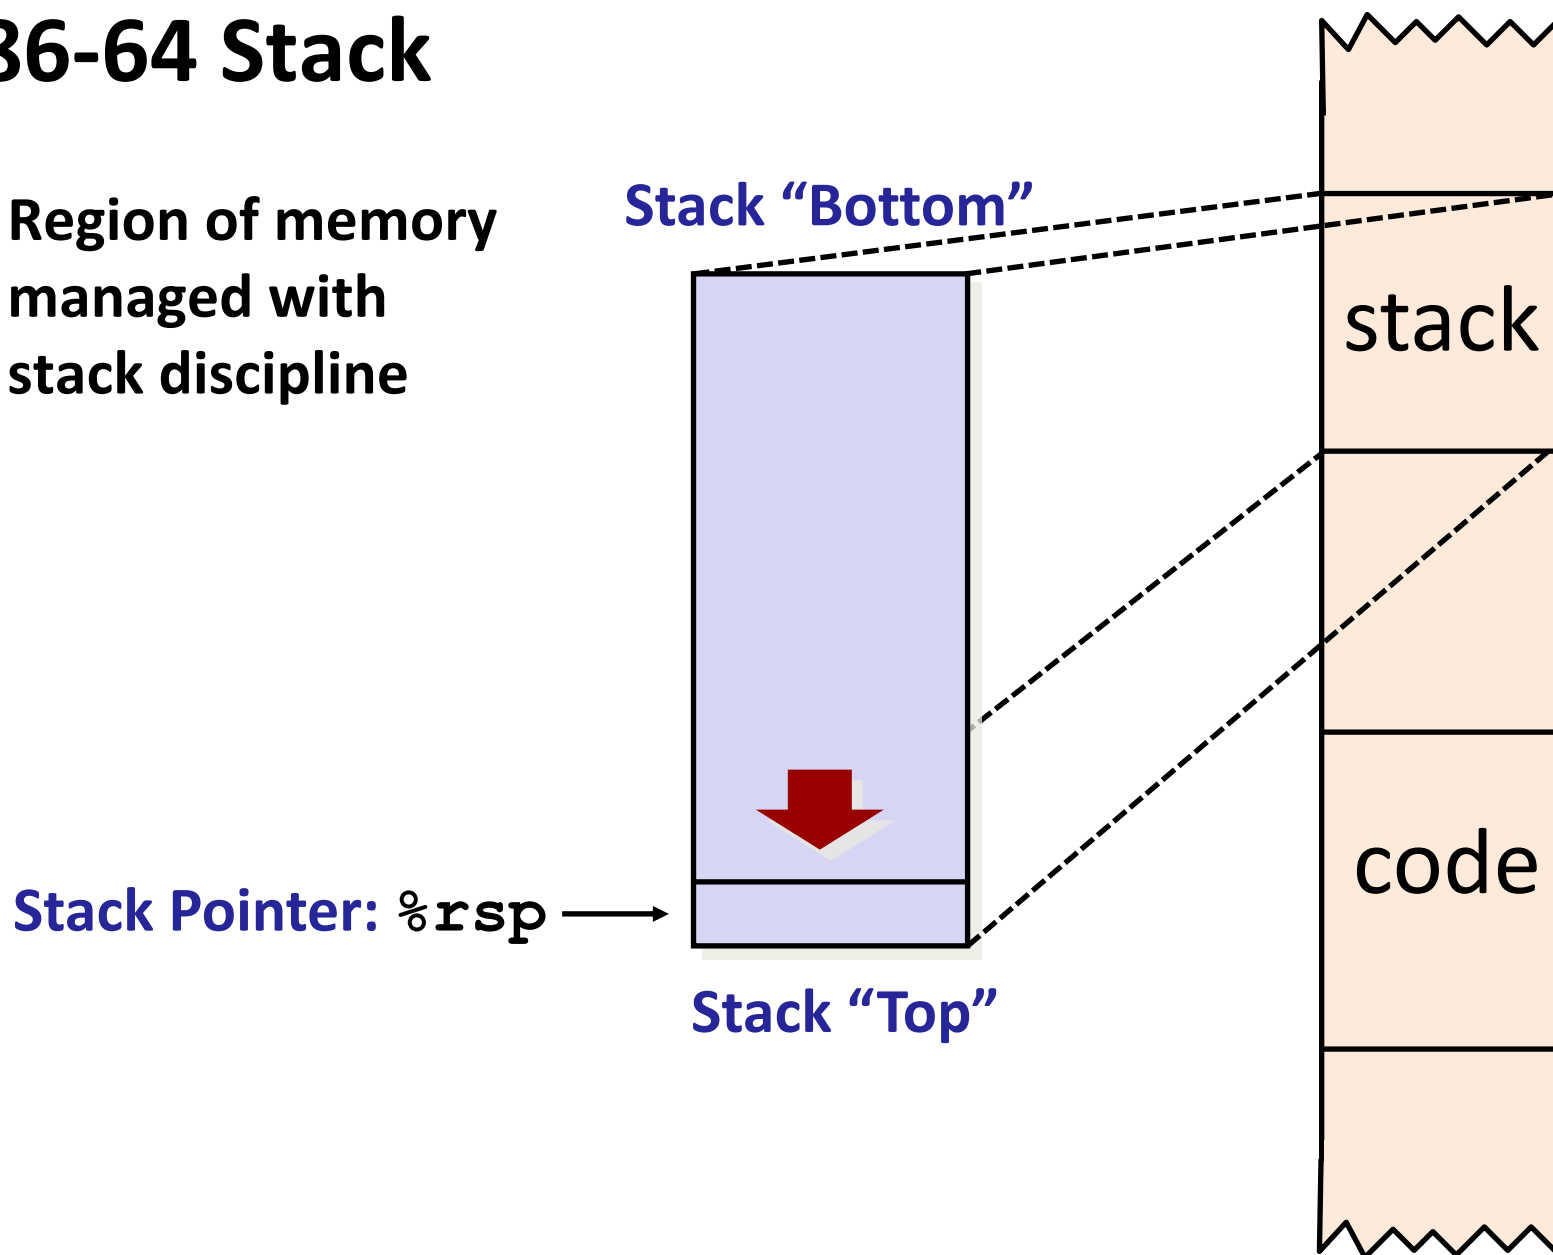 86-64 Stack
Region of memory
managed with
stack discipline
Stack “Bottom”
stack
code
Stack Pointer: %rsp
Stack “Top”